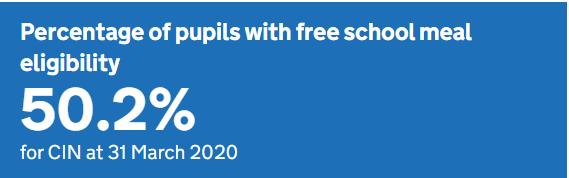 Percentage of pupils with free school meal
eligibility
50.2%
for CIN at 31 March 2020